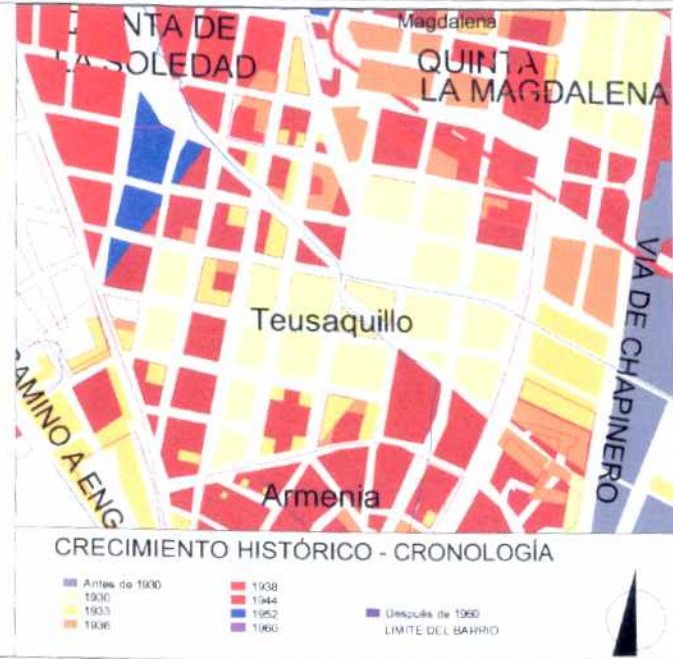 NTA DE
LA SOLEDAD
Magdalena
QUINTA
LA MAGDALENA
VIA DE CHAPINERO
Teusaquillo
CAMINO A ENG
Armenia
CRECIMIENTO HISTÓRICO - CRONOLOGÍA
Antes de 1930
1930
1933
1936
1938
1944
1952
1960
Después de 1960
LIMITE DEL BARRIO